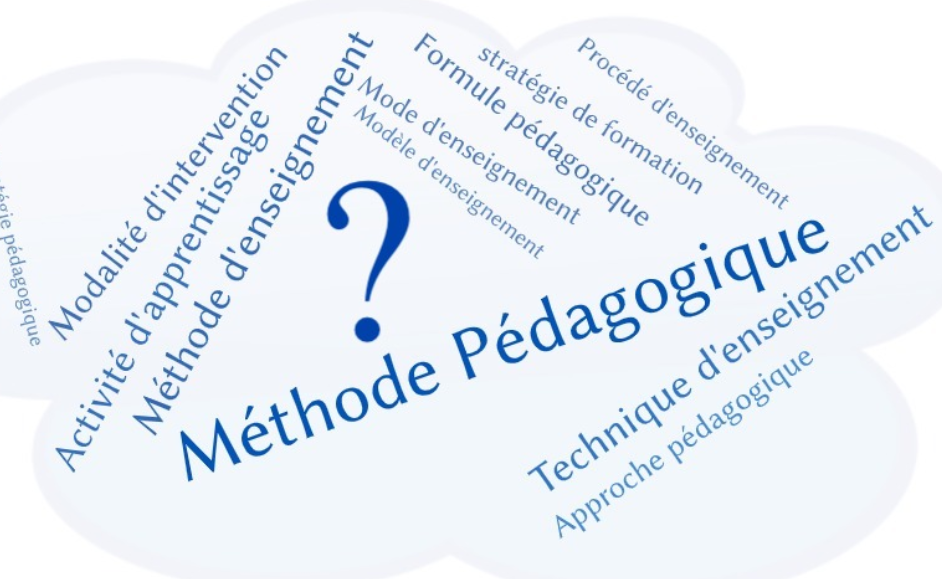 Modalité d'intervention
Activité d'apprentissage
Méthode d'enseignement
Formule pédagogique
stratégie de formation
Procédé d'enseignement
Mode d'enseignement
Modèle d'enseignement
?
pédagogique
Méthode Pédagogique
Technique d'enseignement
Approche pédagogique